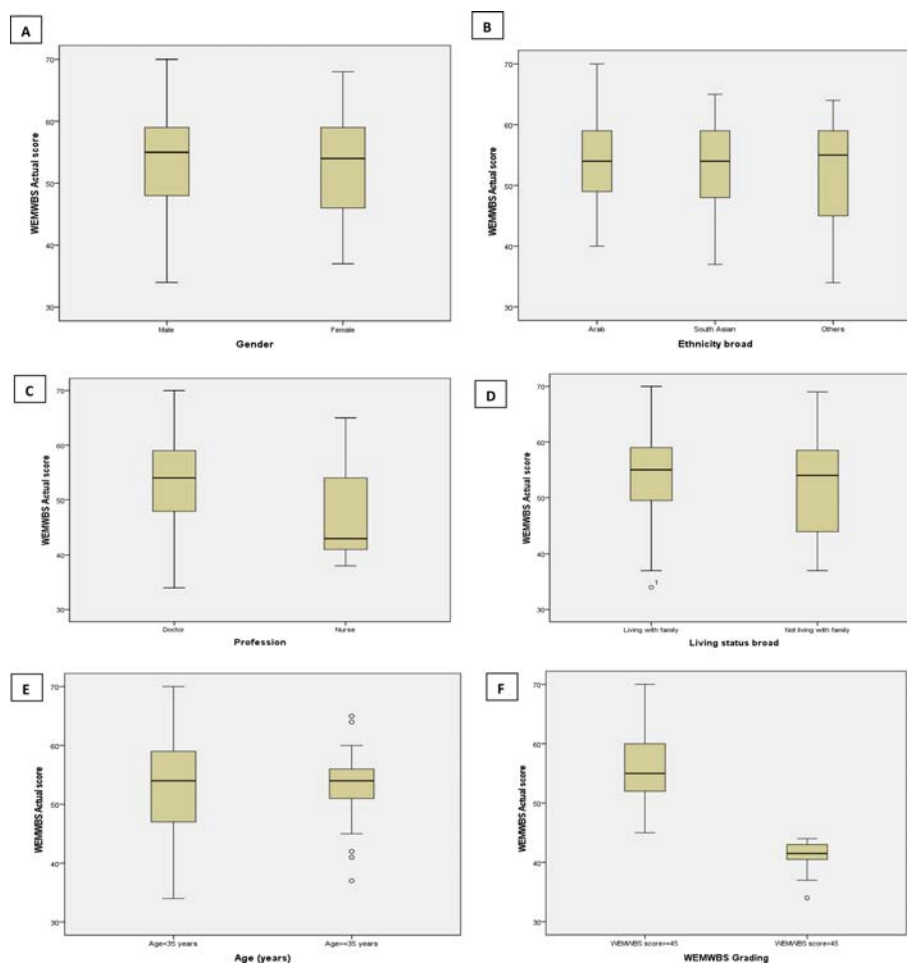 A
WEMWBS Actual score
70
60
50
40
30
Male
Female
Gender
B
WEMWBS Actual score
70
60
50
40
30
Arab
South Asian
Others
Ethnicity broad
C
WEMWBS Actual score
70
60
50
40
30
Doctor
Nurse
Profession
D
WEMWBS Actual score
70
60
50
40
30
1
Living with family
Not living with family
Living status broad
E
WEMWBS Actual score
70
60
50
40
30
Age<35 years
Age>=35 years
Age (years)
F
WEMWBS Actual score
70
60
50
40
30
WEMWBS score>=45
WEMWBS score<45
WEMWBS Grading